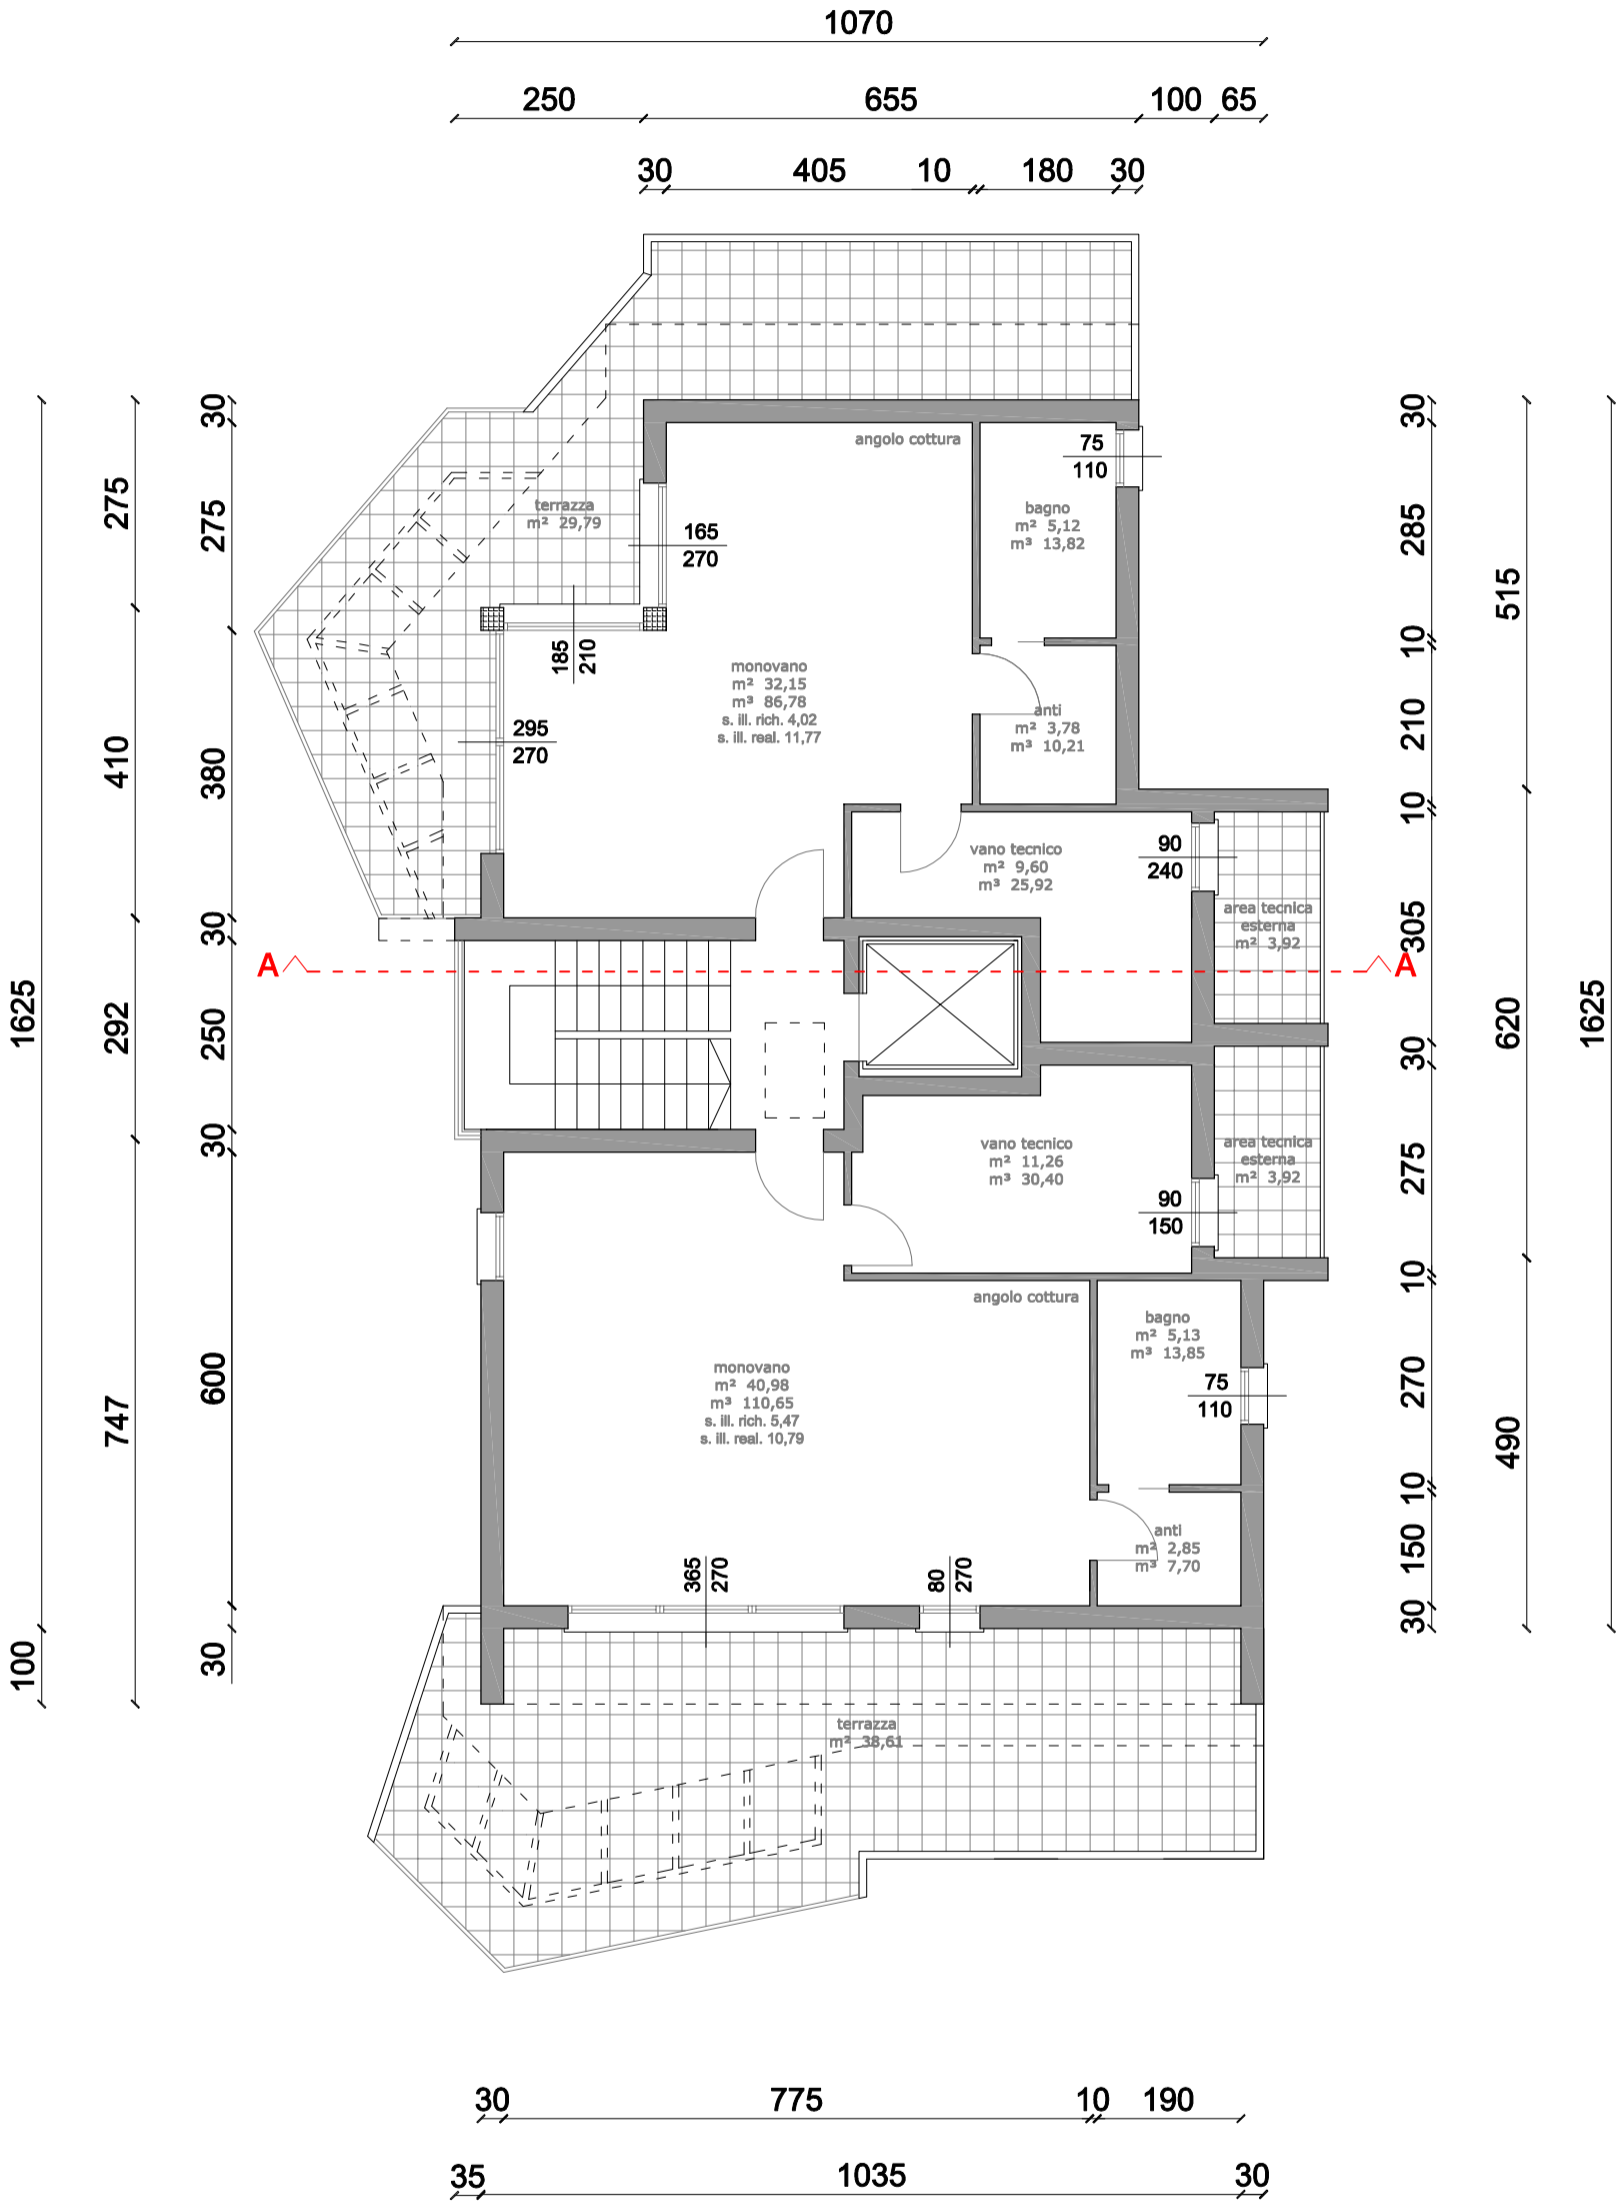 1070
250 655 100 65
30 405 10 180 30
angolo cottura
75
110
bagno
m² 5,12
m³ 13,82
terrazza
m² 29,79
165
270
185
210
monovano
m² 32,15
m³ 86,78
s. ill. rich. 4,02
s. ill. real. 11,77
anti
m² 3,78
m³ 10,21
295
270
vano tecnico
m² 9,60
m³ 25,92
90
240
area tecnica
esterna
m² 3,92
A A
vano tecnico
m² 11,26
m³ 30,40
area tecnica
esterna
m² 3,92
90
150
angolo cottura
bagno
m² 5,13
m³ 13,85
75
110
monovano
m² 40,98
m³ 110,65
s. ill. rich. 5,47
s. ill. real. 10,79
anti
m² 2,85
m³ 7,70
365
270
80
270
terrazza
m² 38,61
1625
100
275
410
292
747
30
275
380
30
250
30
600
30
30
285
10
210
10
305
30
275
10
270
10
150
30
515
620
490
1625
30 775 10 190
35 1035 30